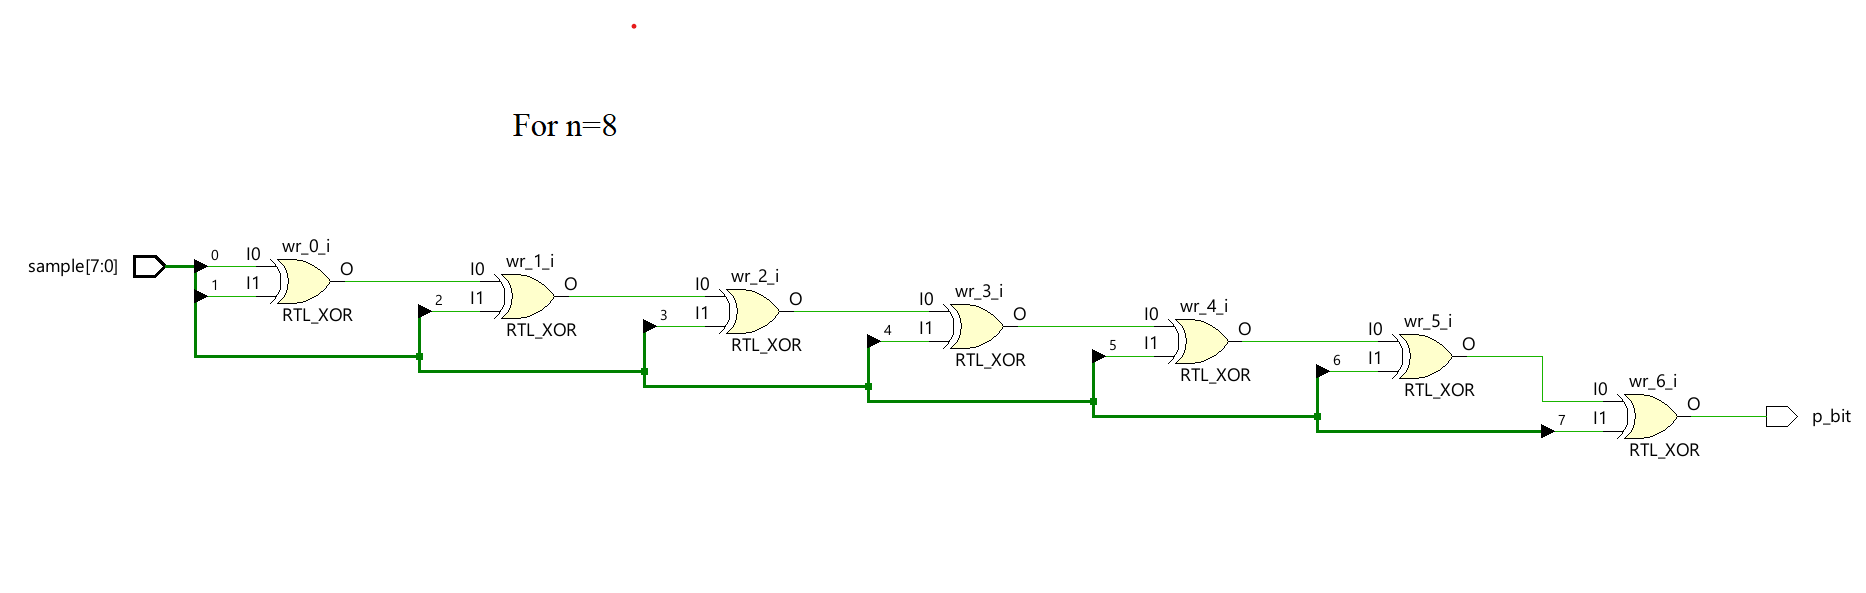 For n=8
sample[7:0]
0 I0 wr_0_i O
1 I1
RTL_XOR
I0 wr_1_i O
2 I1
RTL_XOR
I0 wr_2_i O
3 I1
RTL_XOR
I0 wr_3_i O
4 I1
RTL_XOR
I0 wr_4_i O
5 I1
RTL_XOR
I0 wr_5_i O
6 I1
RTL_XOR
I0 wr_6_i O
7 I1
RTL_XOR
p_bit